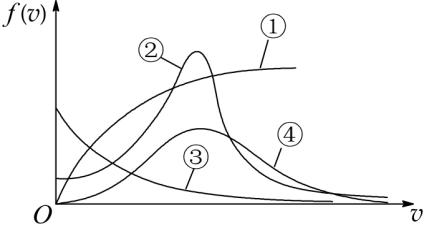 f(v)
①
②
③
④
O
v